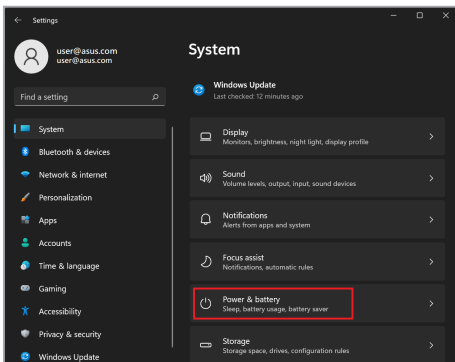 Settings
user@asus.com
user@asus.com
Find a setting
System
Bluetooth & devices
Network & internet
Personalization
Apps
Accounts
Time & language
Gaming
Accessibility
Privacy & security
Windows Update
System
Windows Update
Last checked: 12 minutes ago
Display
Monitors, brightness, night light, display profile
Sound
Volume levels, output, input, sound devices
Notifications
Alerts from apps and system
Focus assist
Notifications, automatic rules
Power & battery
Sleep, battery usage, battery saver
Storage
Storage space, drives, configuration rules